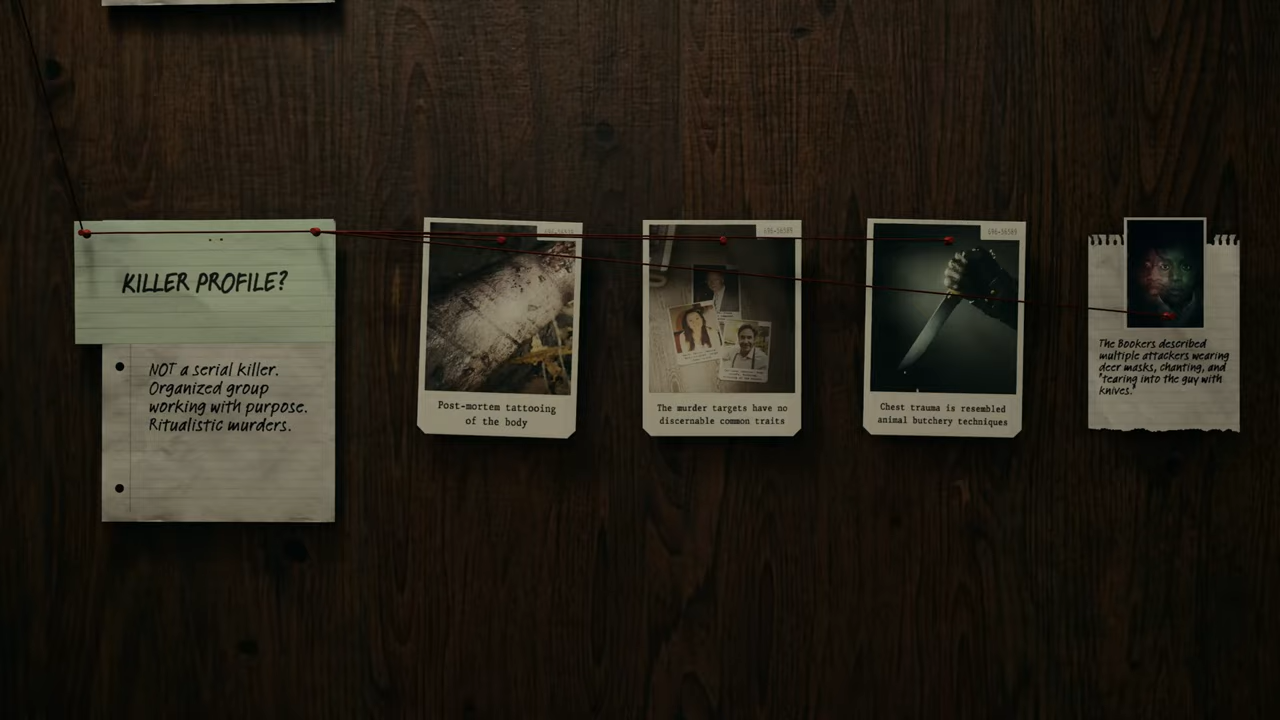 KILLER PROFILE?
NOT a serial killer.
Organized group
working with purpose.
Ritualistic murders.
Post-mortem tattooing
of the body
The murder targets have no
discernable common traits
Chest trauma is resembled
animal butchery techniques
The Bookers described
multiple attackers wearing
deer masks, chanting, and
"tearing into the guy with
knives."